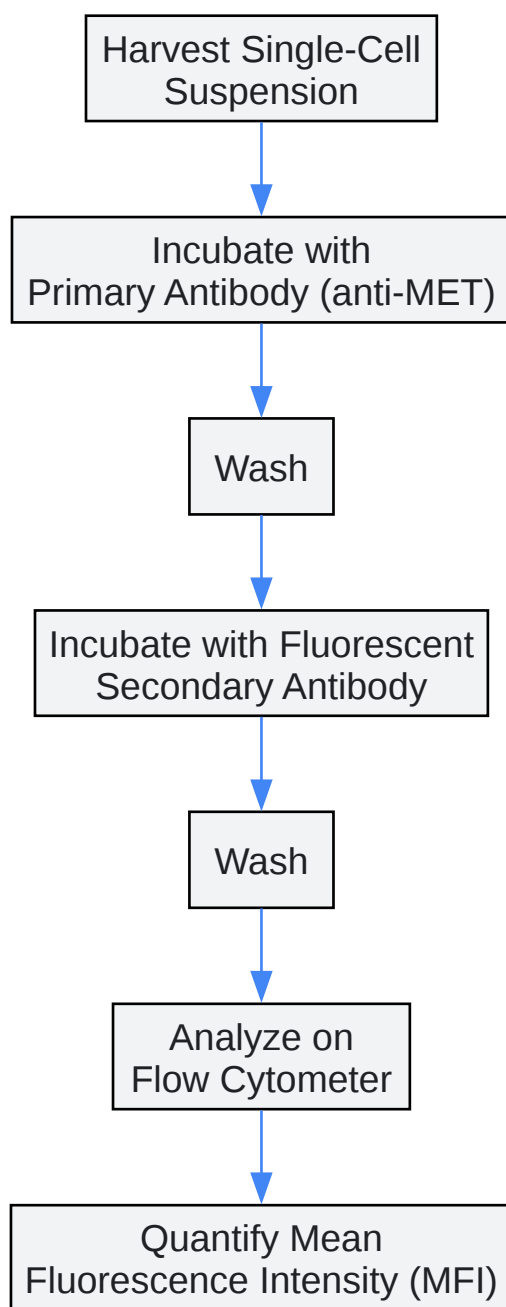 Harvest Single-Cell
Suspension
Incubate with
Primary Antibody (anti-MET)
Wash
Incubate with Fluorescent
Secondary Antibody
Wash
Analyze on
Flow Cytometer
Quantify Mean
Fluorescence Intensity (MFI)